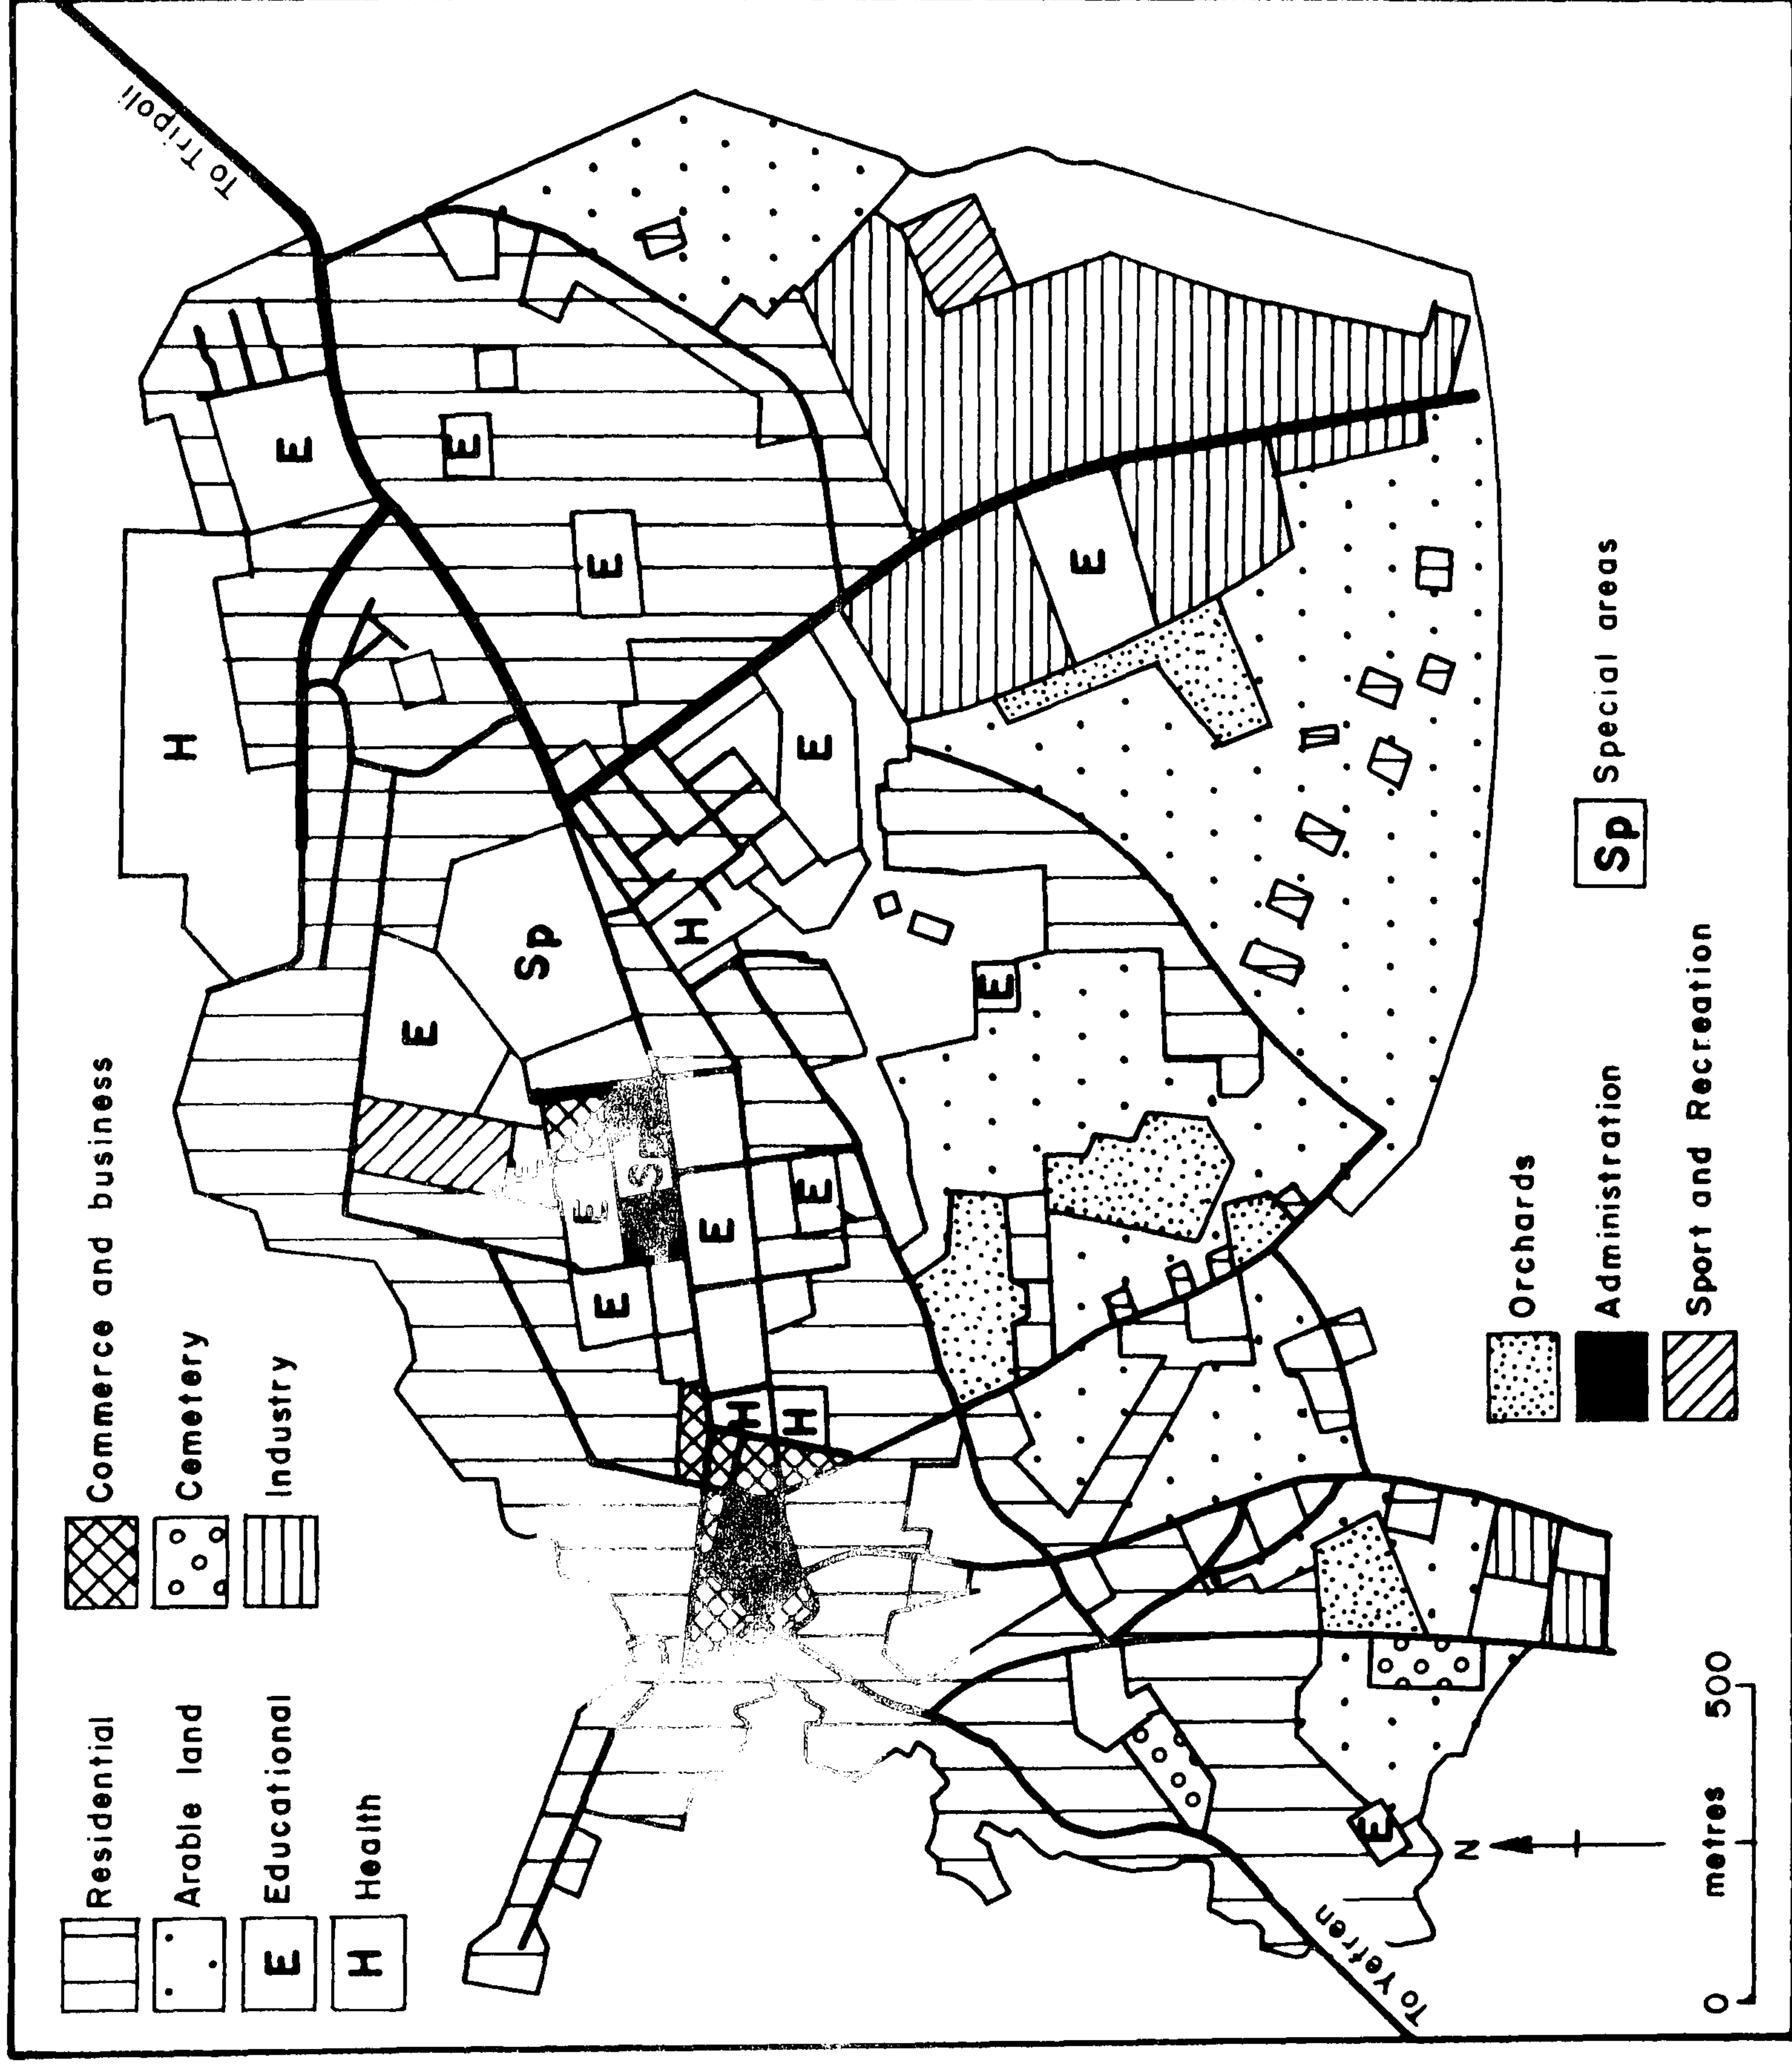 Residential
Arable land
E Educational
H Health
Commerce and business
Cemetery
Industry
To Tripoli
H
E
E
E
Sp
E
E
E
Sp
H
E
H
H
E
E
E
E
E
N
To Yefren
0 metres 500
Orchards
Administration
Sport and Recreation
Sp Special areas